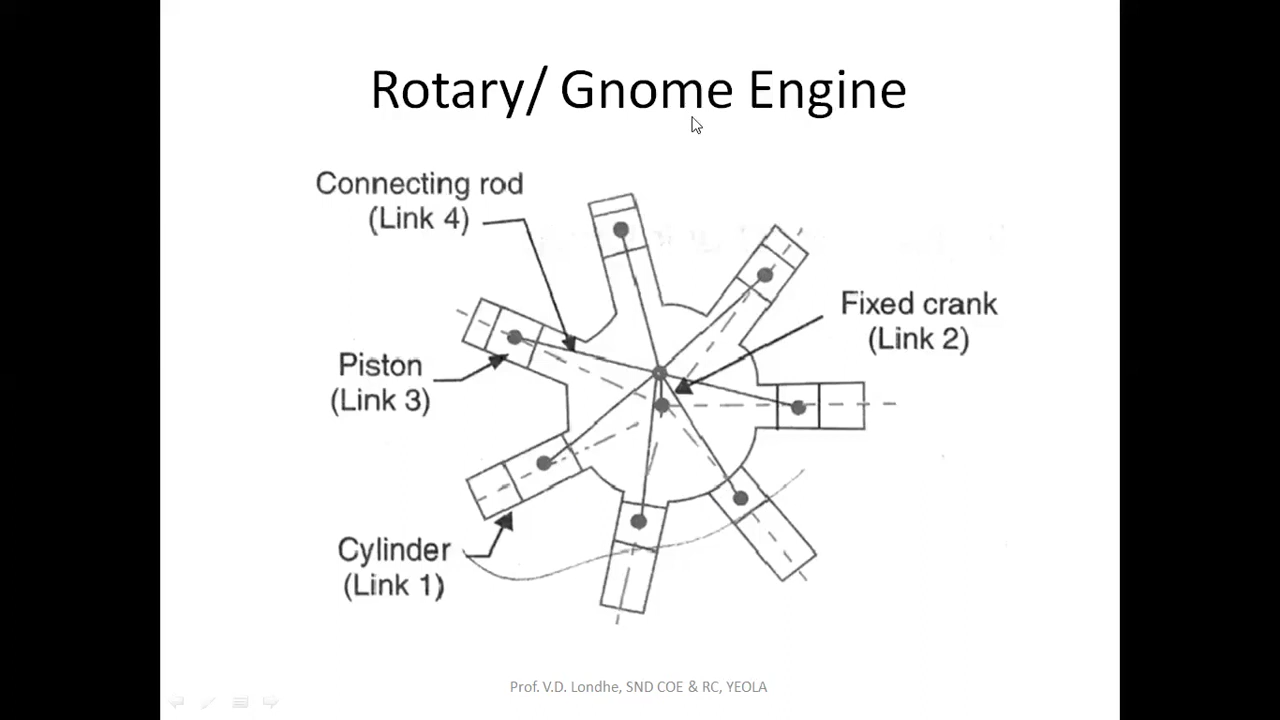 Rotary/ Gnome Engine
Connecting rod
(Link 4)
Fixed crank
(Link 2)
Piston
(Link 3)
Cylinder
(Link 1)
Prof. V.D. Londhe, SND COE & RC, YEOLA